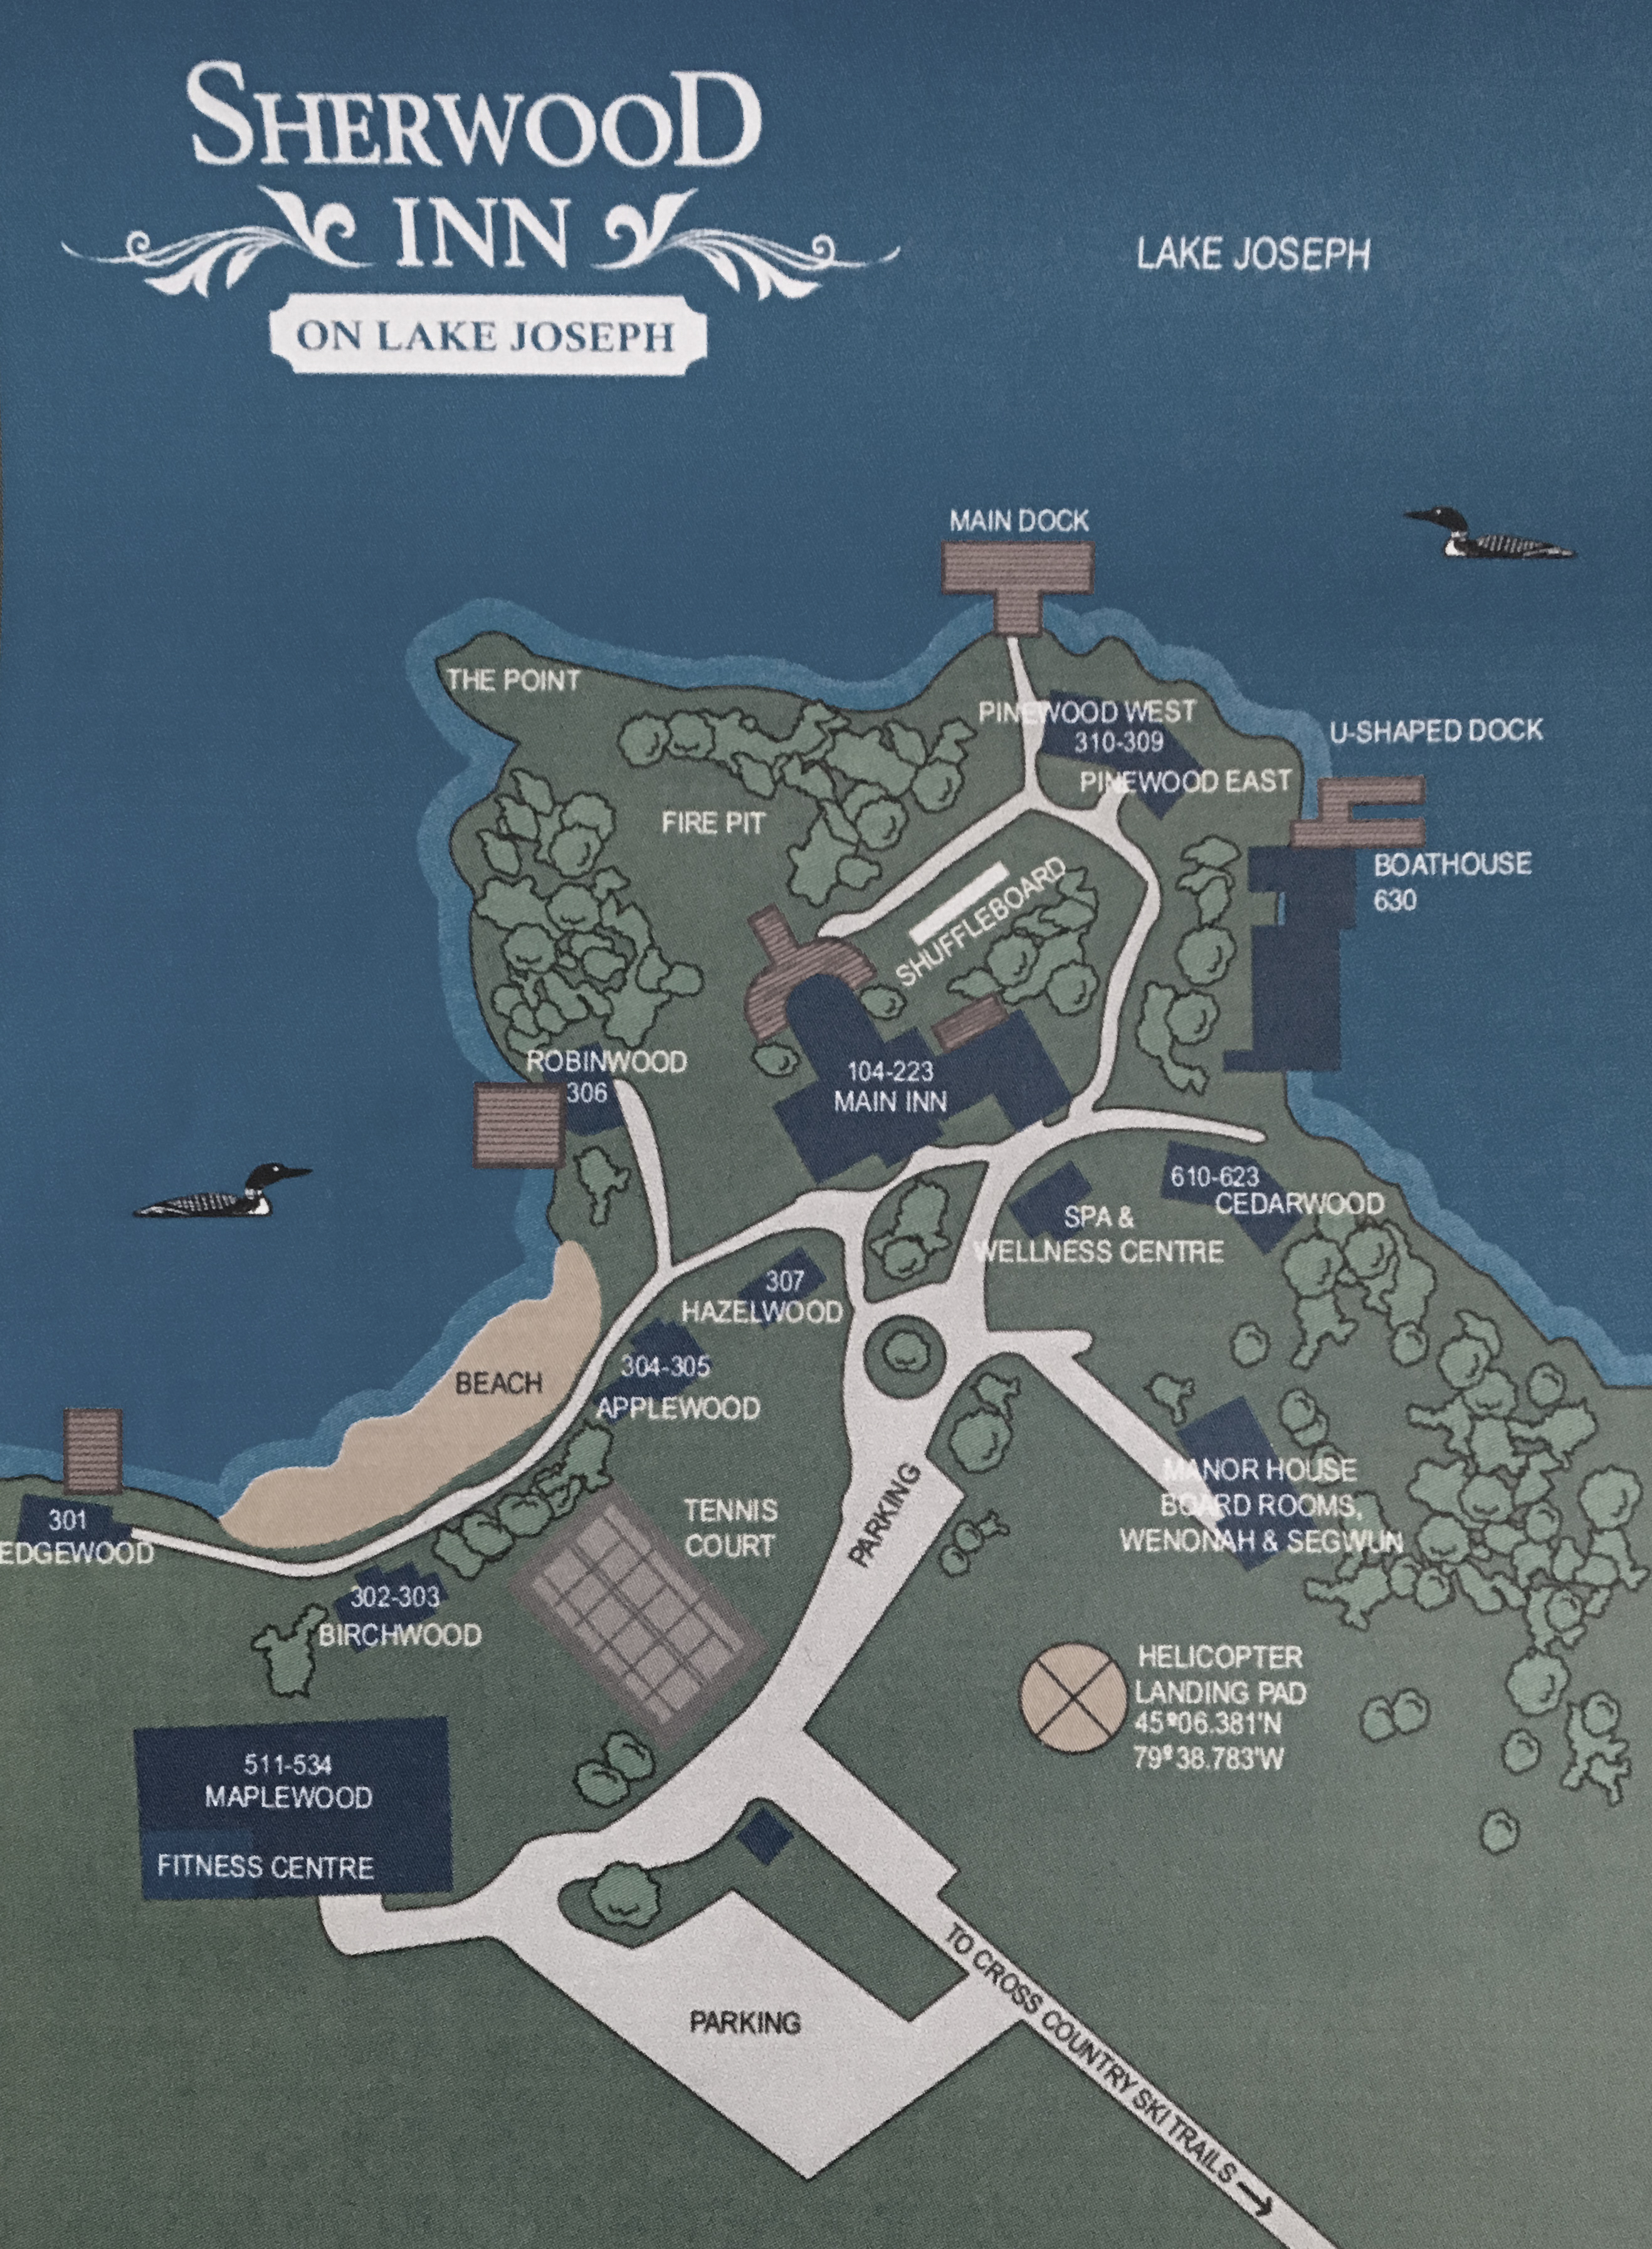 SHERWOOD
INN
ON LAKE JOSEPH
LAKE JOSEPH
MAIN DOCK
THE POINT
PINEWOOD WEST
310-309
PINEWOOD EAST
U-SHAPED DOCK
BOATHOUSE
630
FIRE PIT
SHUFFLEBOARD
ROBINWOOD
306
104-223
MAIN INN
610-623
CEDARWOOD
SPA &
WELLNESS CENTRE
307
HAZELWOOD
304-305
APPLEWOOD
BEACH
301
EDGEWOOD
302-303
BIRCHWOOD
TENNIS
COURT
PARKING
MANOR HOUSE
BOARD ROOMS,
WENONAH & SEGWUN
HELICOPTER
LANDING PAD
45º06.381'N
79º38.783'W
511-534
MAPLEWOOD
FITNESS CENTRE
PARKING
TO CROSS COUNTRY SKI TRAILS →